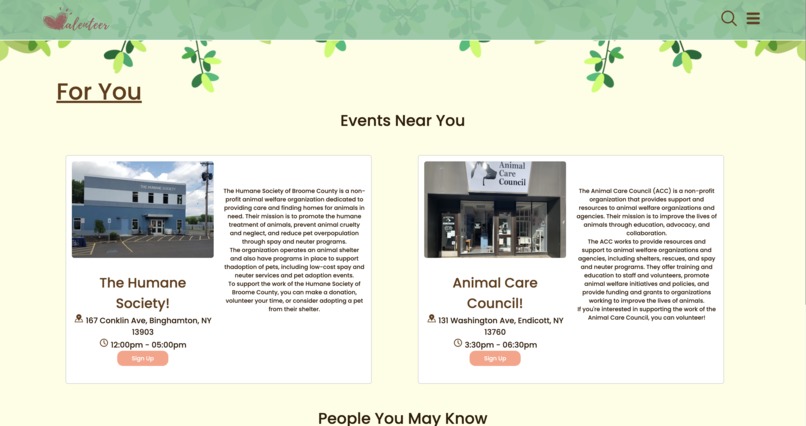 alenteer
For You
Events Near You
THE HUMANE SOCIETY
The Humane Society of Broome County is a non-
profit animal welfare organization dedicated to
providing care and finding homes for animals in
need. Their mission is to promote the humane
treatment of animals, prevent animal cruelty
and neglect, and reduce pet overpopulation
through spay and neuter programs.
The organization operates an animal shelter
and also have programs in place to support
thadoption of pets, including low-cost spay and
neuter services and pet adoption events.
To support the work of the Humane Society of
Broome County, you can make a donation,
volunteer your time, or consider adopting a pet
from their shelter.
The Humane
Society!
167 Conklin Ave, Binghamton, NY
13903
12:00pm - 05:00pm
Sign Up
Animal
Care
Council
The Animal Care Council (ACC) is a non-profit
organization that provides support and
resources to animal welfare organizations and
agencies. Their mission is to improve the lives of
animals through education, advocacy, and
collaboration.
The ACC works to provide resources and
support to animal welfare organizations and
agencies, including shelters, rescues, and spay
and neuter programs. They offer training and
education to staff and volunteers, promote
animal welfare initiatives and policies, and
provide funding and grants to organizations
working to improve the lives of animals.
If you're interested in supporting the work of the
Animal Care Council, you can volunteer!
Animal Care
Council!
131 Washington Ave, Endicott, NY
13760
3:30pm - 06:30pm
Sign Up
People You May Know